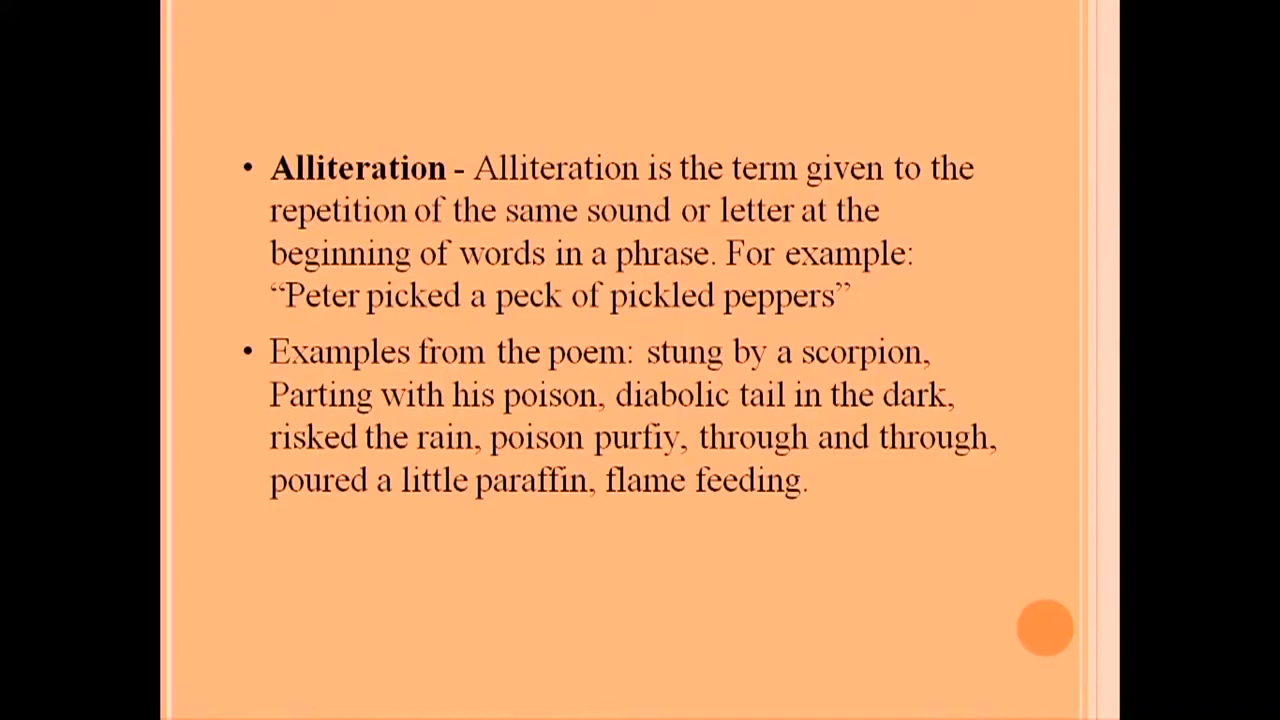 • Alliteration - Alliteration is the term given to the
repetition of the same sound or letter at the
beginning of words in a phrase. For example:
“Peter picked a peck of pickled peppers”
• Examples from the poem: stung by a scorpion,
Parting with his poison, diabolic tail in the dark,
risked the rain, poison purfiy, through and through,
poured a little paraffin, flame feeding.